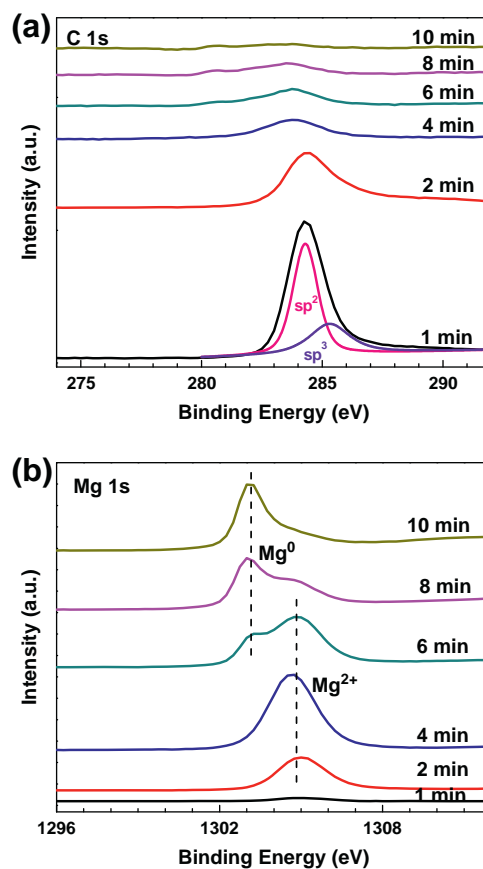 (a)
C 1s
10 min
8 min
6 min
4 min
2 min
1 min
sp²
sp³
Intensity (a.u.)
275 280 285 290
Binding Energy (eV)
(b)
Mg 1s
10 min
Mg⁰
8 min
6 min
Mg²⁺
4 min
2 min
1 min
Intensity (a.u.)
1296 1302 1308
Binding Energy (eV)